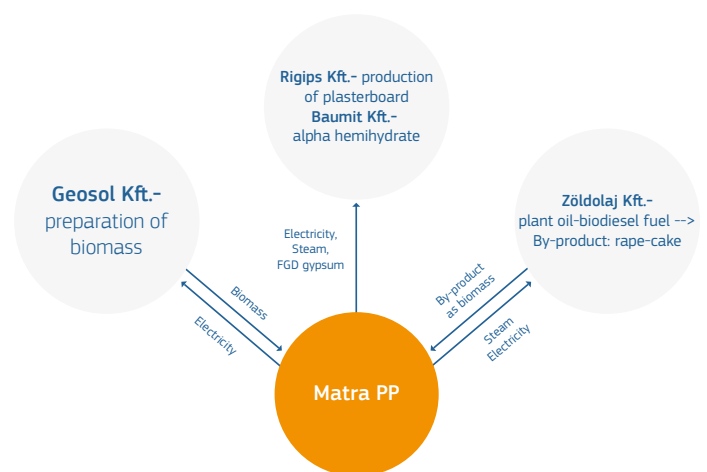 Rigips Kft.- production
of plasterboard
Baumit Kft.-
alpha hemihydrate
Geosol Kft.-
preparation of
biomass
Zöldolaj Kft.-
plant oil-biodiesel fuel -->
By-product: rape-cake
Electricity,
Steam,
FGD gypsum
Biomass
Electricity
By-product
as biomass
Steam
Electricity
Matra PP